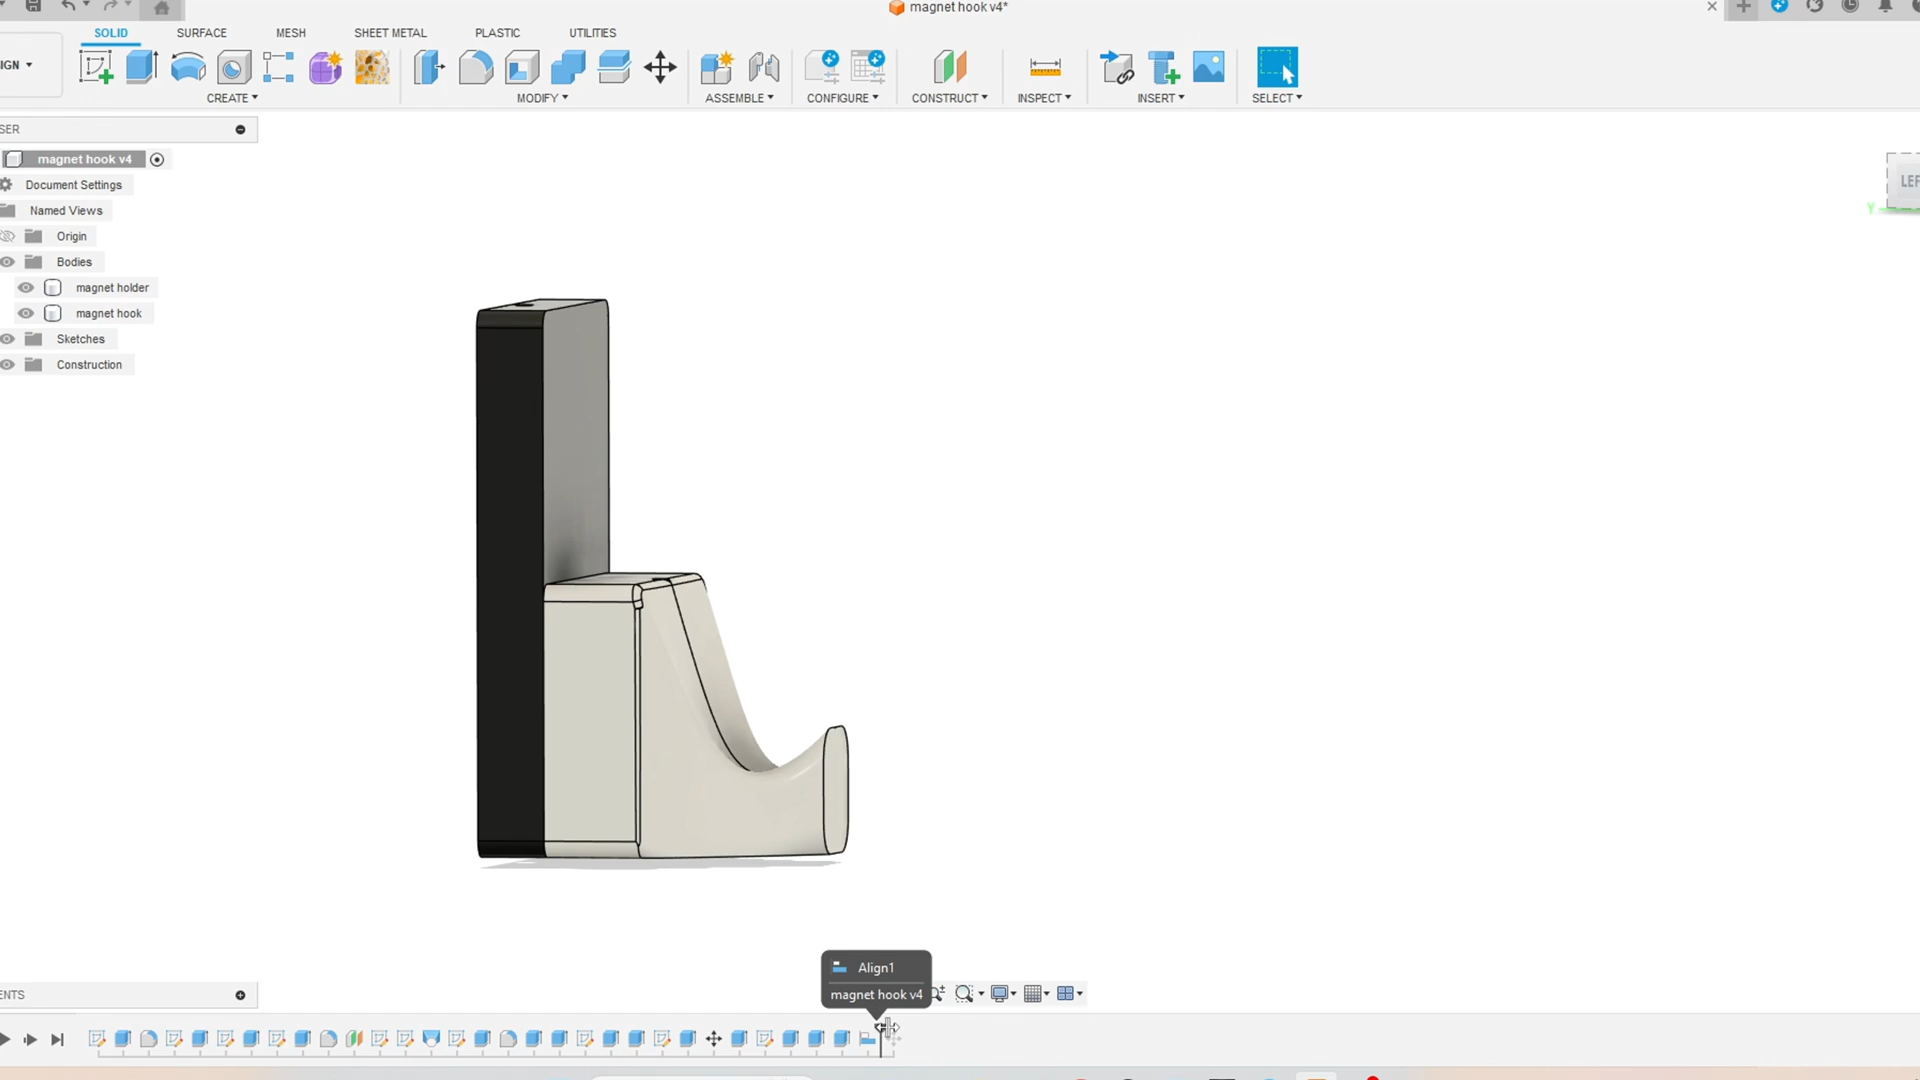 magnet hook v4*
SOLID SURFACE MESH SHEET METAL PLASTIC UTILITIES
IGN
CREATE MODIFY ASSEMBLE CONFIGURE CONSTRUCT INSPECT INSERT SELECT
SER
magnet hook v4
Document Settings
Named Views
Origin
Bodies
magnet holder
magnet hook
Sketches
Construction
LEF
Y
Align1
magnet hook v4
ENTS